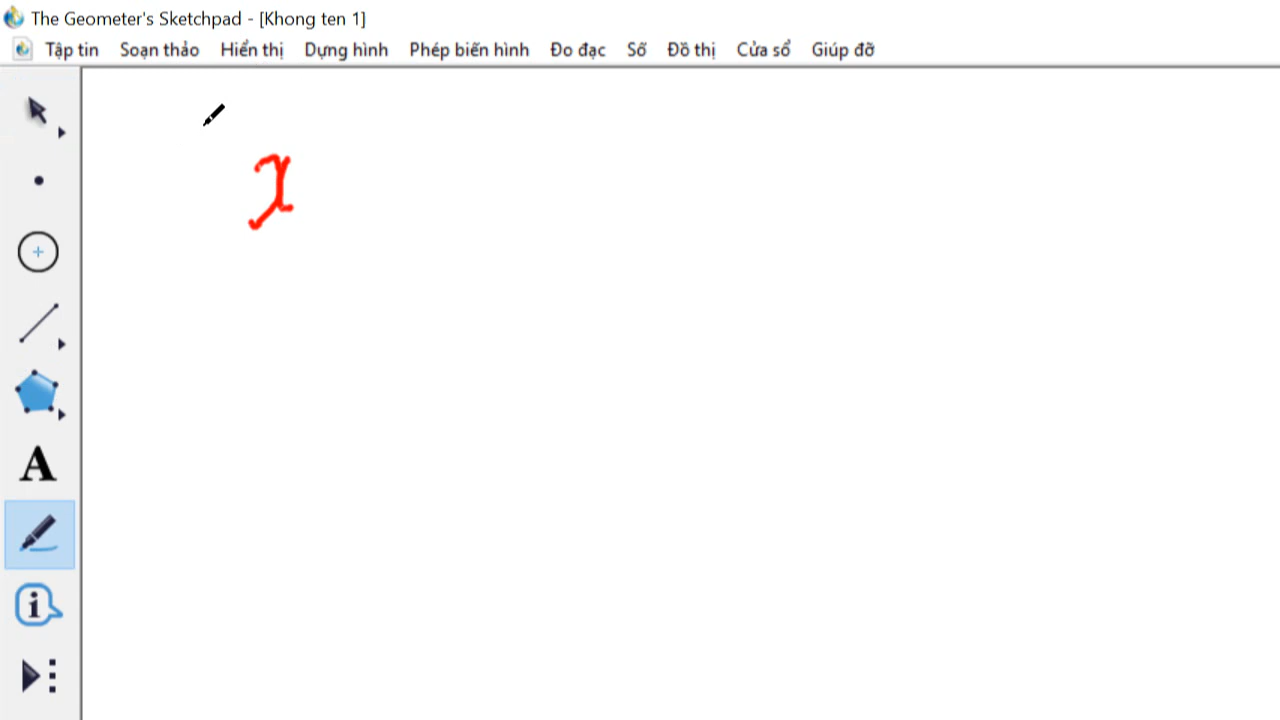 The Geometer's Sketchpad - [Khong ten 1]
Tập tin Soạn thảo Hiển thị Dựng hình Phép biến hình Đo đạc Số Đồ thị Cửa sổ Giúp đỡ
x
A
i